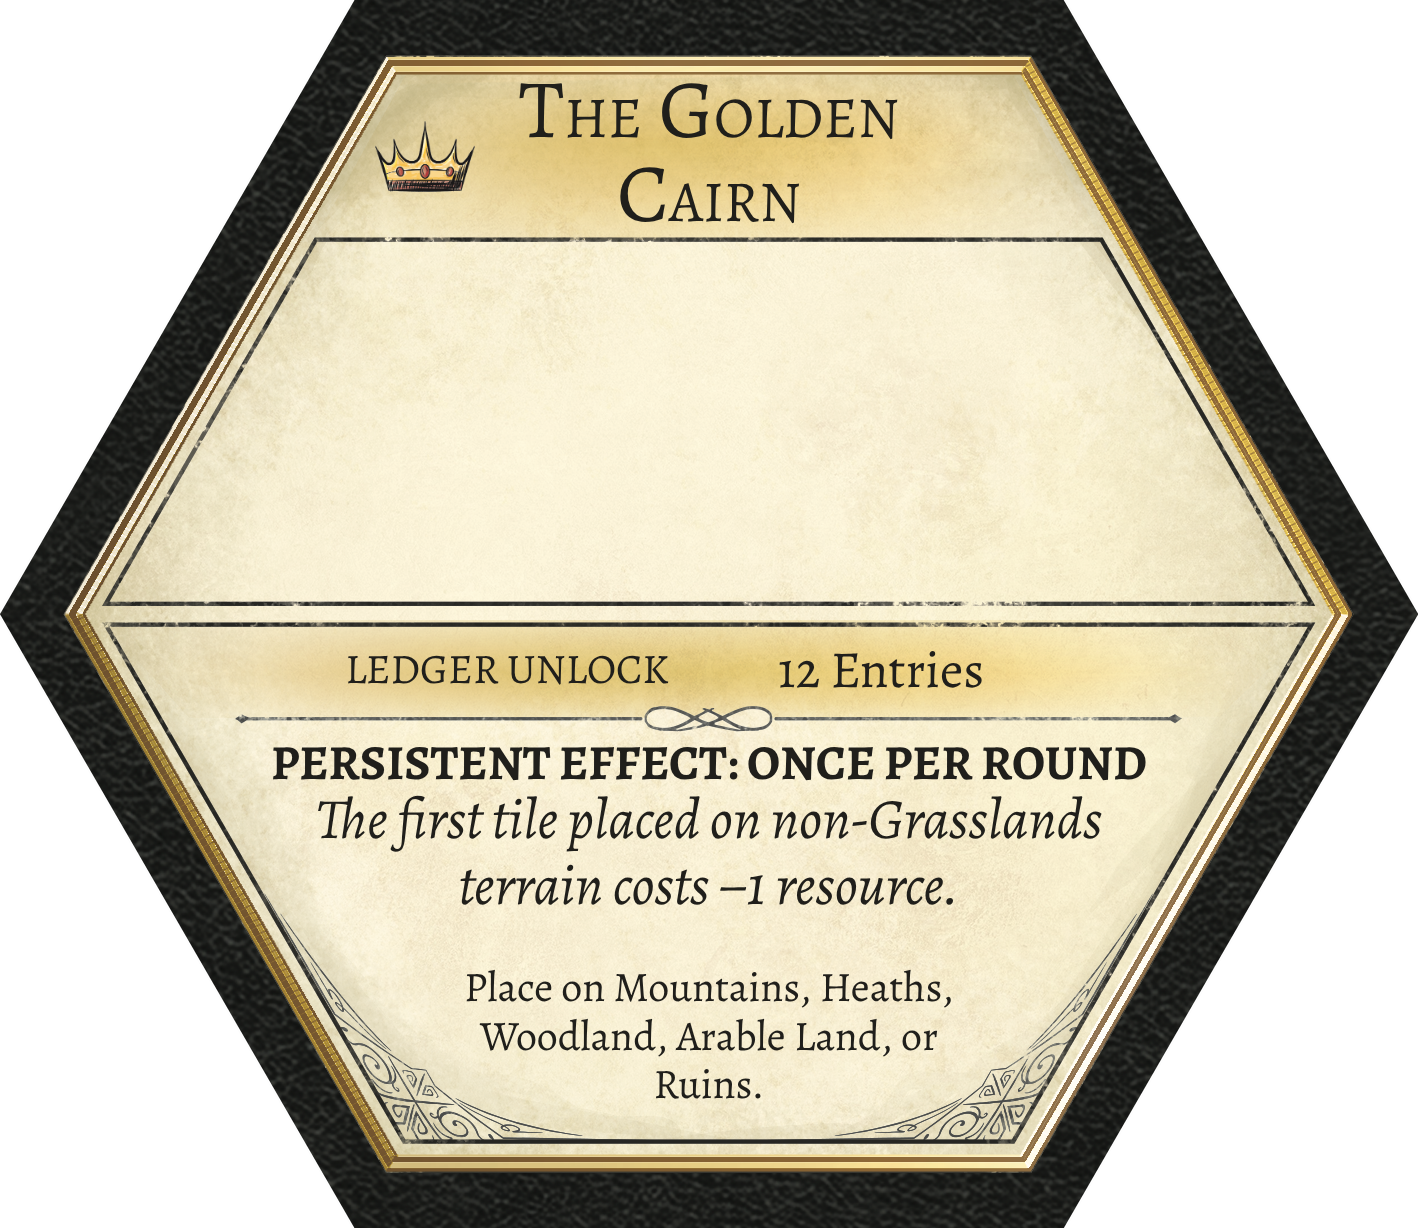 The Golden
Cairn
LEDGER UNLOCK 12 Entries
PERSISTENT EFFECT: ONCE PER ROUND
The first tile placed on non-Grasslands
terrain costs –1 resource.
Place on Mountains, Heaths,
Woodland, Arable Land, or
Ruins.